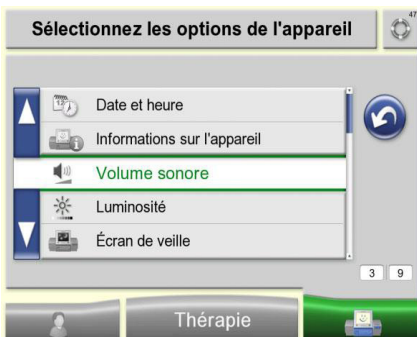 Sélectionnez les options de l'appareil
47
Date et heure
Informations sur l'appareil
Volume sonore
Luminosité
Écran de veille
3 9
Thérapie